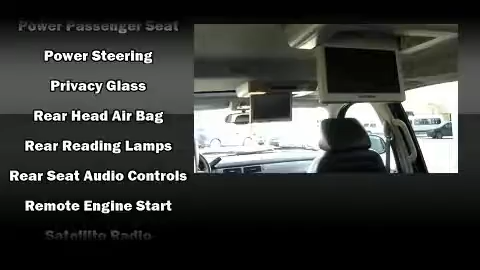 Power Passenger Seat
Power Steering
Privacy Glass
Rear Head Air Bag
Rear Reading Lamps
Rear Seat Audio Controls
Remote Engine Start
Satellite Radio